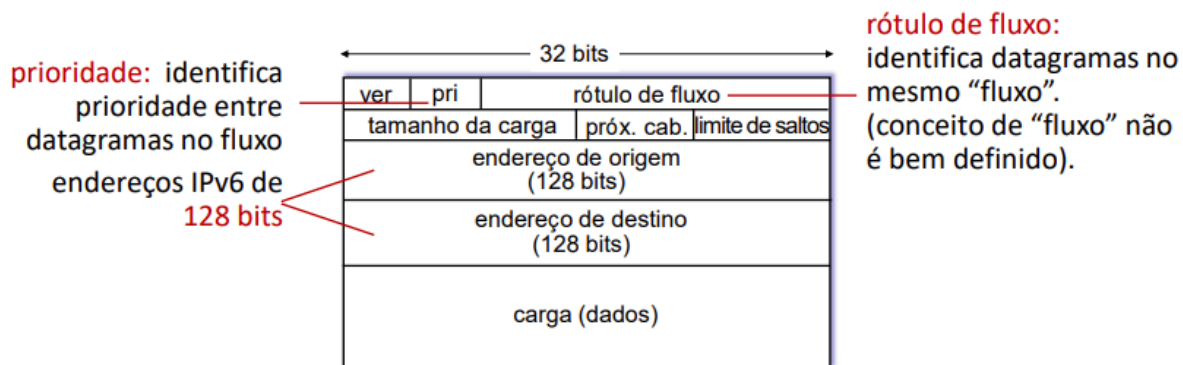 prioridade: identifica
prioridade entre
datagramas no fluxo
endereços IPv6 de
128 bits
32 bits
ver pri rótulo de fluxo
tamanho da carga próx. cab. limite de saltos
endereço de origem
(128 bits)
endereço de destino
(128 bits)
carga (dados)
rótulo de fluxo:
identifica datagramas no
mesmo “fluxo”.
(conceito de “fluxo” não
é bem definido).